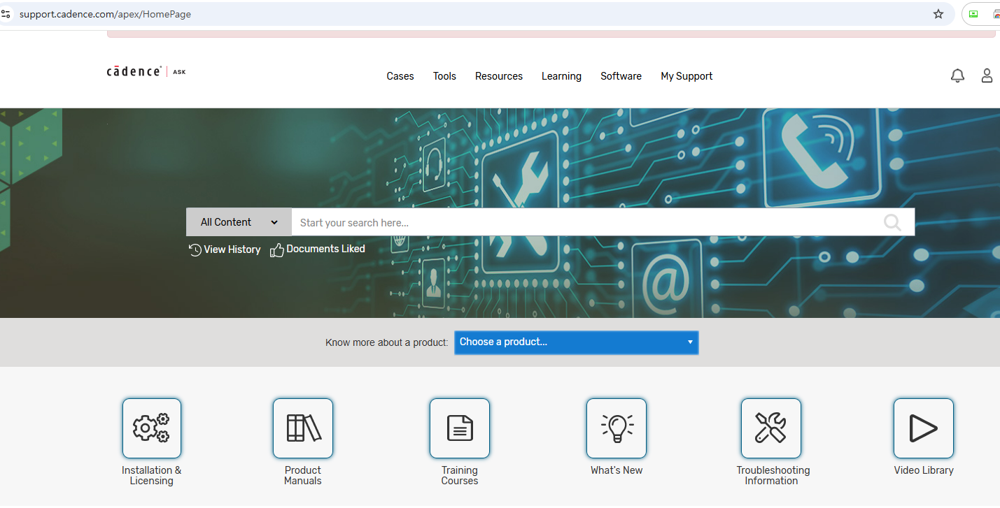 support.cadence.com/apex/HomePage
cādence® | ASK
Cases Tools Resources Learning Software My Support
All Content Start your search here...
View History Documents Liked
@
Know more about a product: Choose a product...
Installation & Licensing
Product Manuals
Training Courses
What's New
Troubleshooting Information
Video Library